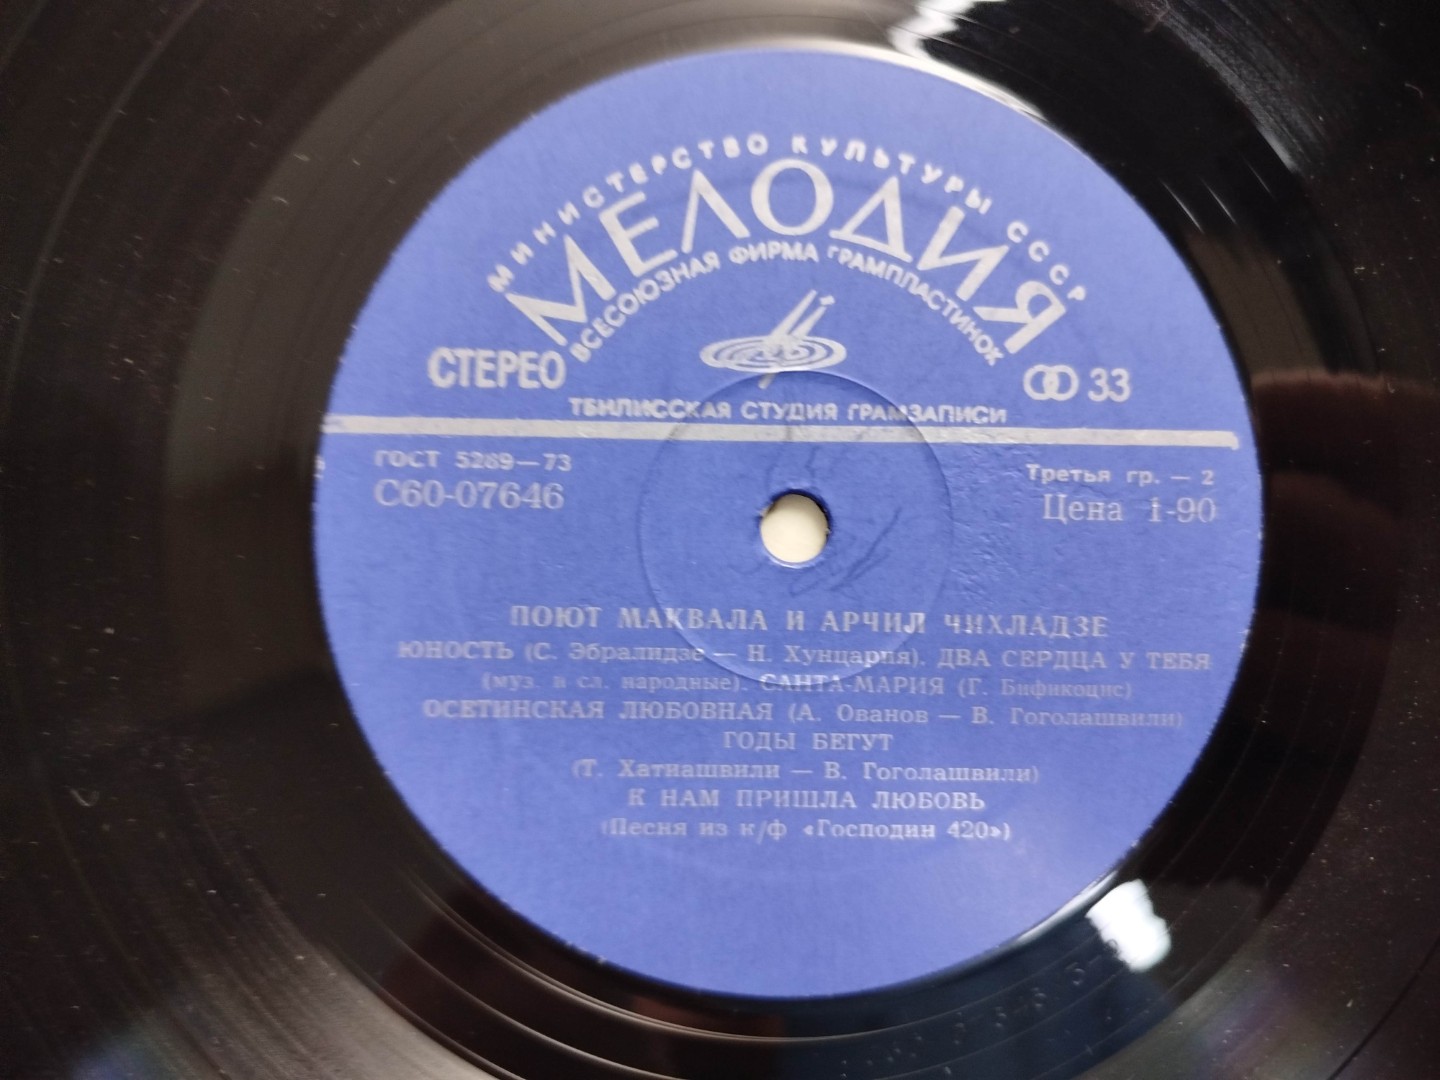 МИНИСТЕРСТВО КУЛЬТУРЫ СССР
МЕЛОДИЯ
ВСЕСОЮЗНАЯ ФИРМА ГРАМПЛАСТИНОК
СТЕРЕО
33
ТБИЛИССКАЯ СТУДИЯ ГРАМЗАПИСИ
ГОСТ 5289—73
Третья гр. — 2
С60-07646
Цена 1-90
ПОЮТ МАКВАЛА И АРЧИЛ ЧИХЛАДЗЕ
ЮНОСТЬ (С. Эбралидзе — Н. Хунцария). ДВА СЕРДЦА У ТЕБЯ
(муз. и сл. народные). САНТА-МАРИЯ (Г. Бификоцис)
ОСЕТИНСКАЯ ЛЮБОВНАЯ (А. Ованов — В. Гоголашвили)
ГОДЫ БЕГУТ
(Т. Хатиашвили — В. Гоголашвили)
К НАМ ПРИШЛА ЛЮБОВЬ
(Песня из к/ф «Господин 420»)